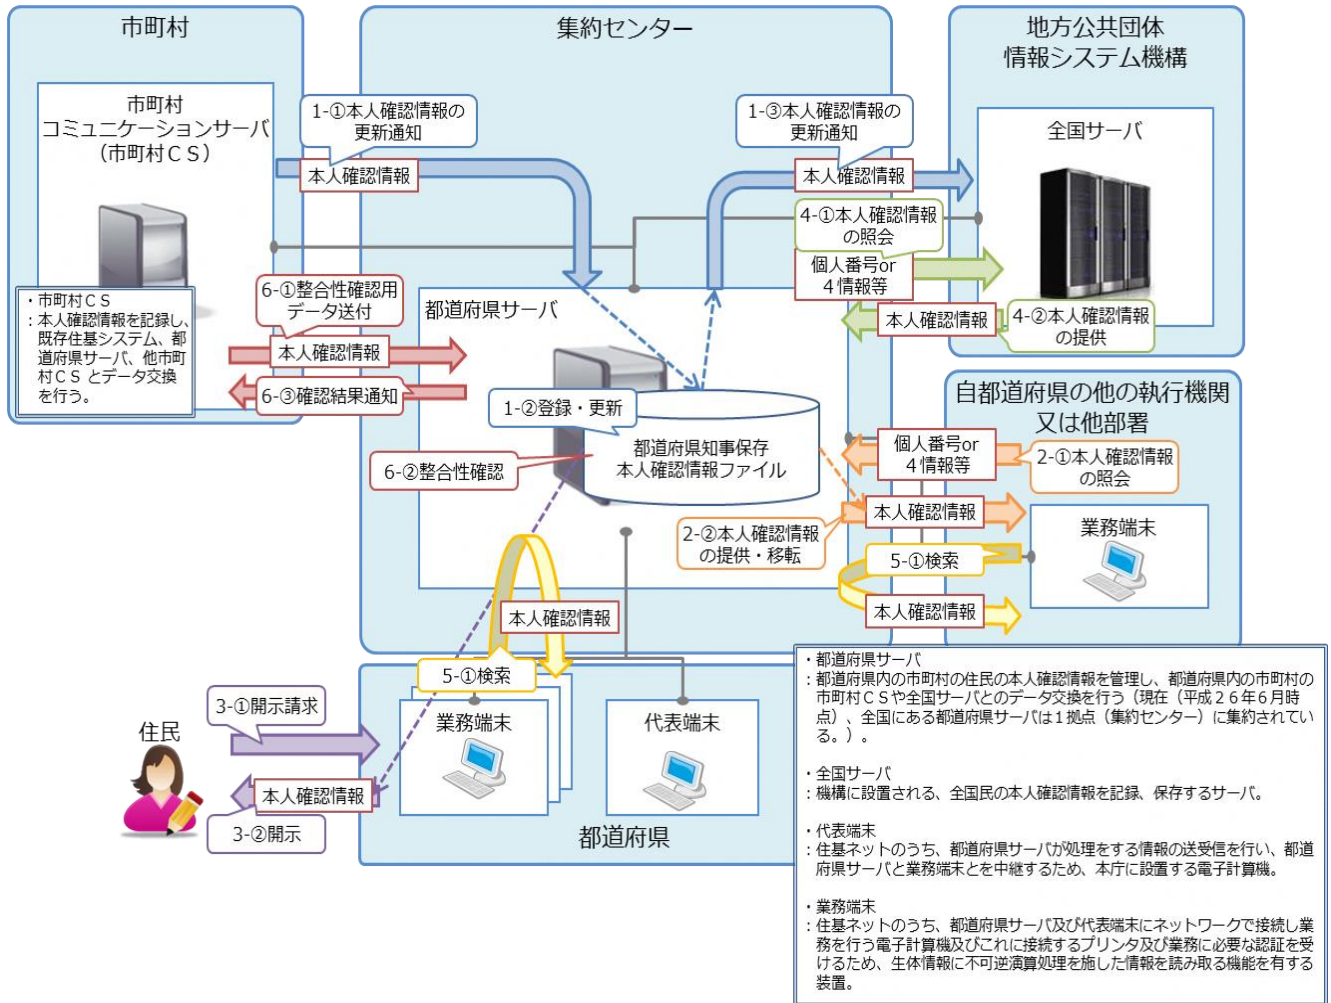 市町村
集約センター
地方公共団体
情報システム機構
市町村
コミュニケーションサーバ
（市町村ＣＳ）
1-①本人確認情報の
更新通知
本人確認情報
1-③本人確認情報の
更新通知
本人確認情報
全国サーバ
4-①本人確認情報
の照会
個人番号or
４情報等
本人確認情報
4-②本人確認情報
の提供
・市町村ＣＳ
：本人確認情報を記録し、
既存住基システム、都
道府県サーバ、他市町
村ＣＳ とデータ交換
を行う。
6-①整合性確認用
データ送付
本人確認情報
6-③確認結果通知
都道府県サーバ
1-②登録・更新
6-②整合性確認
都道府県知事保存
本人確認情報ファイル
自都道府県の他の執行機関
又は他部署
個人番号or
４情報等
2-①本人確認情報
の照会
本人確認情報
2-②本人確認情報
の提供・移転
業務端末
5-①検索
本人確認情報
本人確認情報
5-①検索
業務端末
代表端末
都道府県
住民
3-①開示請求
本人確認情報
3-②開示
・都道府県サーバ
：都道府県内の市町村の住民の本人確認情報を管理し、都道府県内の市町村の
市町村ＣＳや全国サーバとのデータ交換を行う（現在（平成２６年６月時
点）、全国にある都道府県サーバは１拠点（集約センター）に集約されてい
る。）。
・全国サーバ
：機構に設置される、全国民の本人確認情報を記録、保存するサーバ。
・代表端末
：住基ネットのうち、都道府県サーバが処理をする情報の送受信を行い、都道
府県サーバと業務端末とを中継するため、本庁に設置する電子計算機。
・業務端末
：住基ネットのうち、都道府県サーバ及び代表端末にネットワークで接続し業
務を行う電子計算機及びこれに接続するプリンタ及び業務に必要な認証を受
けるため、生体情報に不可逆演算処理を施した情報を読み取る機能を有する
装置。